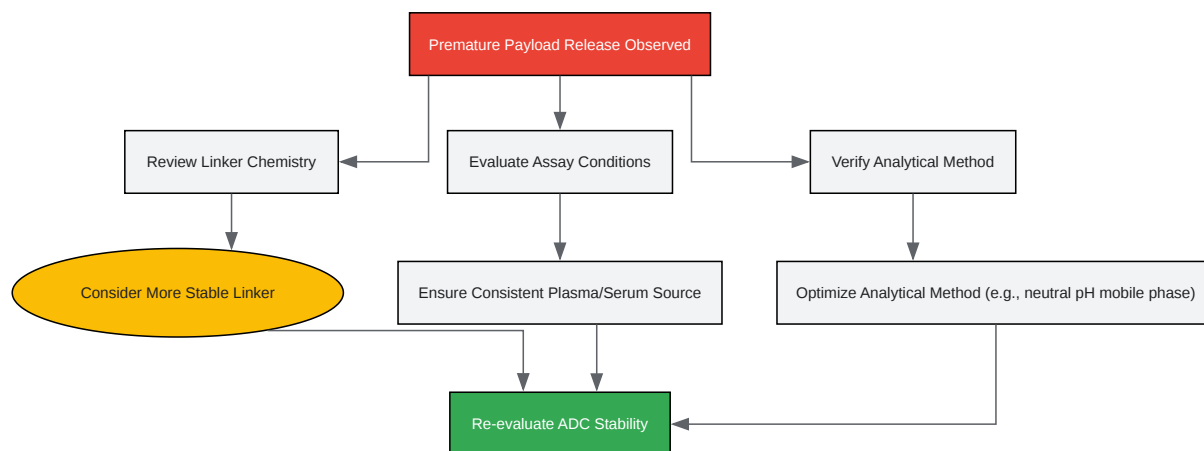 Premature Payload Release Observed
Review Linker Chemistry
Evaluate Assay Conditions
Verify Analytical Method
Consider More Stable Linker
Ensure Consistent Plasma/Serum Source
Optimize Analytical Method (e.g., neutral pH mobile phase)
Re-evaluate ADC Stability